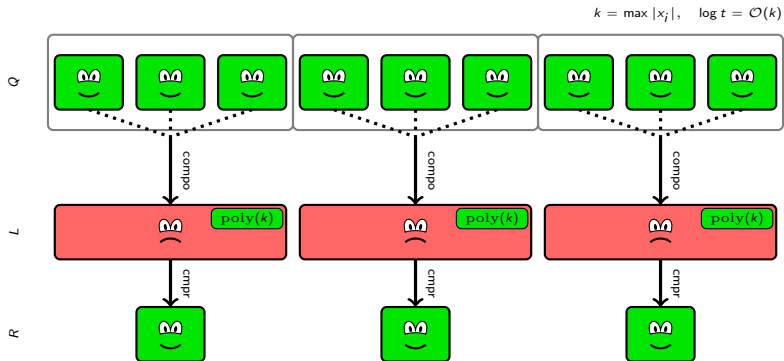 k = max |x_i|,   log t = 𝒪(k)
Q
compo compo compo
L poly(k) poly(k) poly(k)
cmpr cmpr cmpr
R